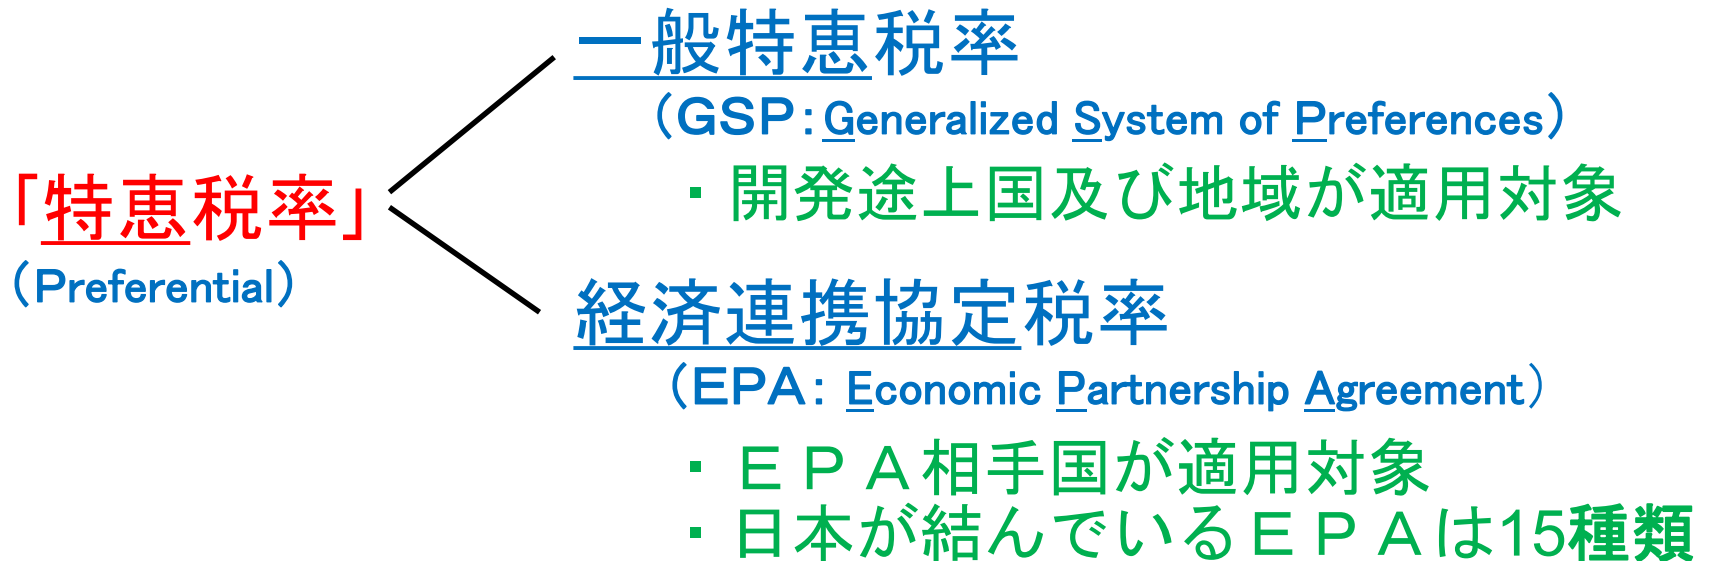 一般特恵税率
（GSP：Generalized System of Preferences）
・開発途上国及び地域が適用対象
「特恵税率」
（Preferential）
経済連携協定税率
（EPA： Economic Partnership Agreement）
・ＥＰＡ相手国が適用対象
・日本が結んでいるＥＰＡは15種類